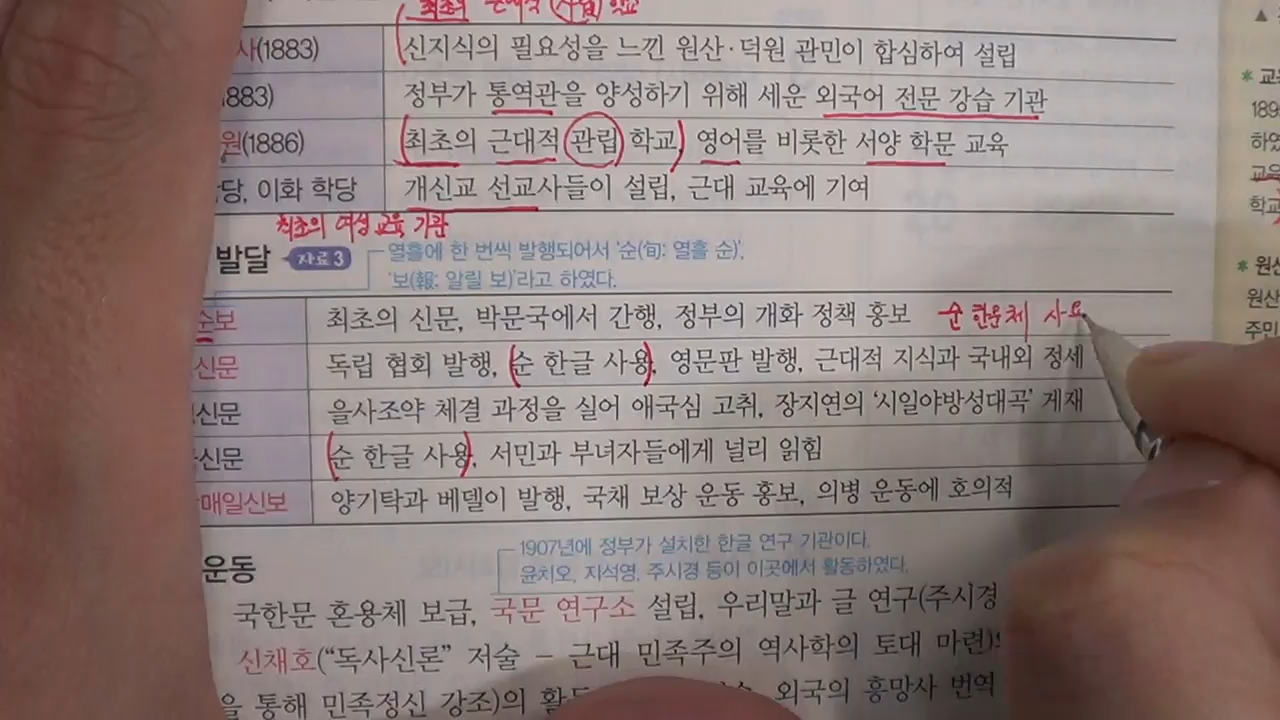 최초의 근대적 사립 학교
사(1883)
신지식의 필요성을 느낀 원산·덕원 관민이 합심하여 설립
883)
정부가 통역관을 양성하기 위해 세운 외국어 전문 강습 기관
원(1886)
최초의 근대적 관립 학교, 영어를 비롯한 서양 학문 교육
당, 이화 학당
개신교 선교사들이 설립, 근대 교육에 기여
최초의 여성 교육 기관
발달 자료 3
열흘에 한 번씩 발행되어서 '순(旬: 열흘 순)',
'보(報: 알릴 보)'라고 하였다.
순보
최초의 신문, 박문국에서 간행, 정부의 개화 정책 홍보 순 한문체 사용
신문
독립 협회 발행, 순 한글 사용, 영문판 발행, 근대적 지식과 국내외 정세
신문
을사조약 체결 과정을 실어 애국심 고취, 장지연의 '시일야방성대곡' 게재
신문
순 한글 사용, 서민과 부녀자들에게 널리 읽힘
매일신보
양기탁과 베델이 발행, 국채 보상 운동 홍보, 의병 운동에 호의적
운동
1907년에 정부가 설치한 한글 연구 기관이다.
윤치오, 지석영, 주시경 등이 이곳에서 활동하였다.
국한문 혼용체 보급, 국문 연구소 설립, 우리말과 글 연구(주시경
신채호("독사신론" 저술 – 근대 민족주의 역사학의 토대 마련)
을 통해 민족정신 강조)의 활 외국의 흥망사 번역
* 교육
189
하였
교육
학교
* 원산
원산
주민